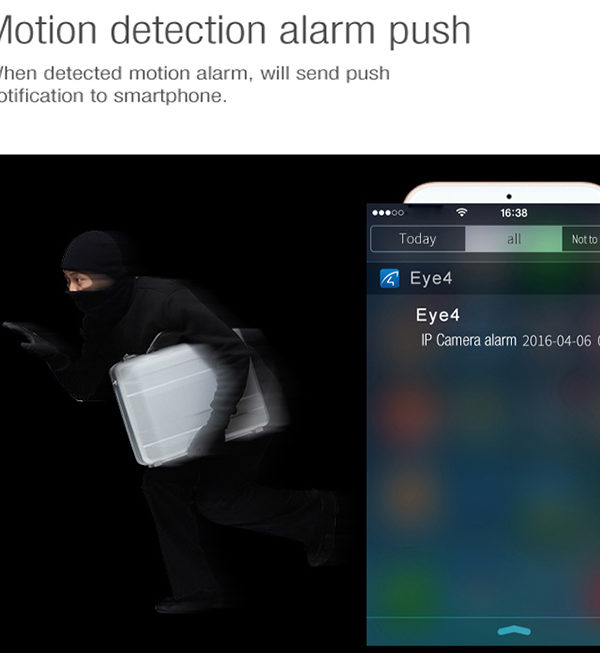 Motion detection alarm push
When detected motion alarm, will send push
notification to smartphone.
16:38
Today all Not to
Eye4
Eye4
IP Camera alarm 2016-04-06